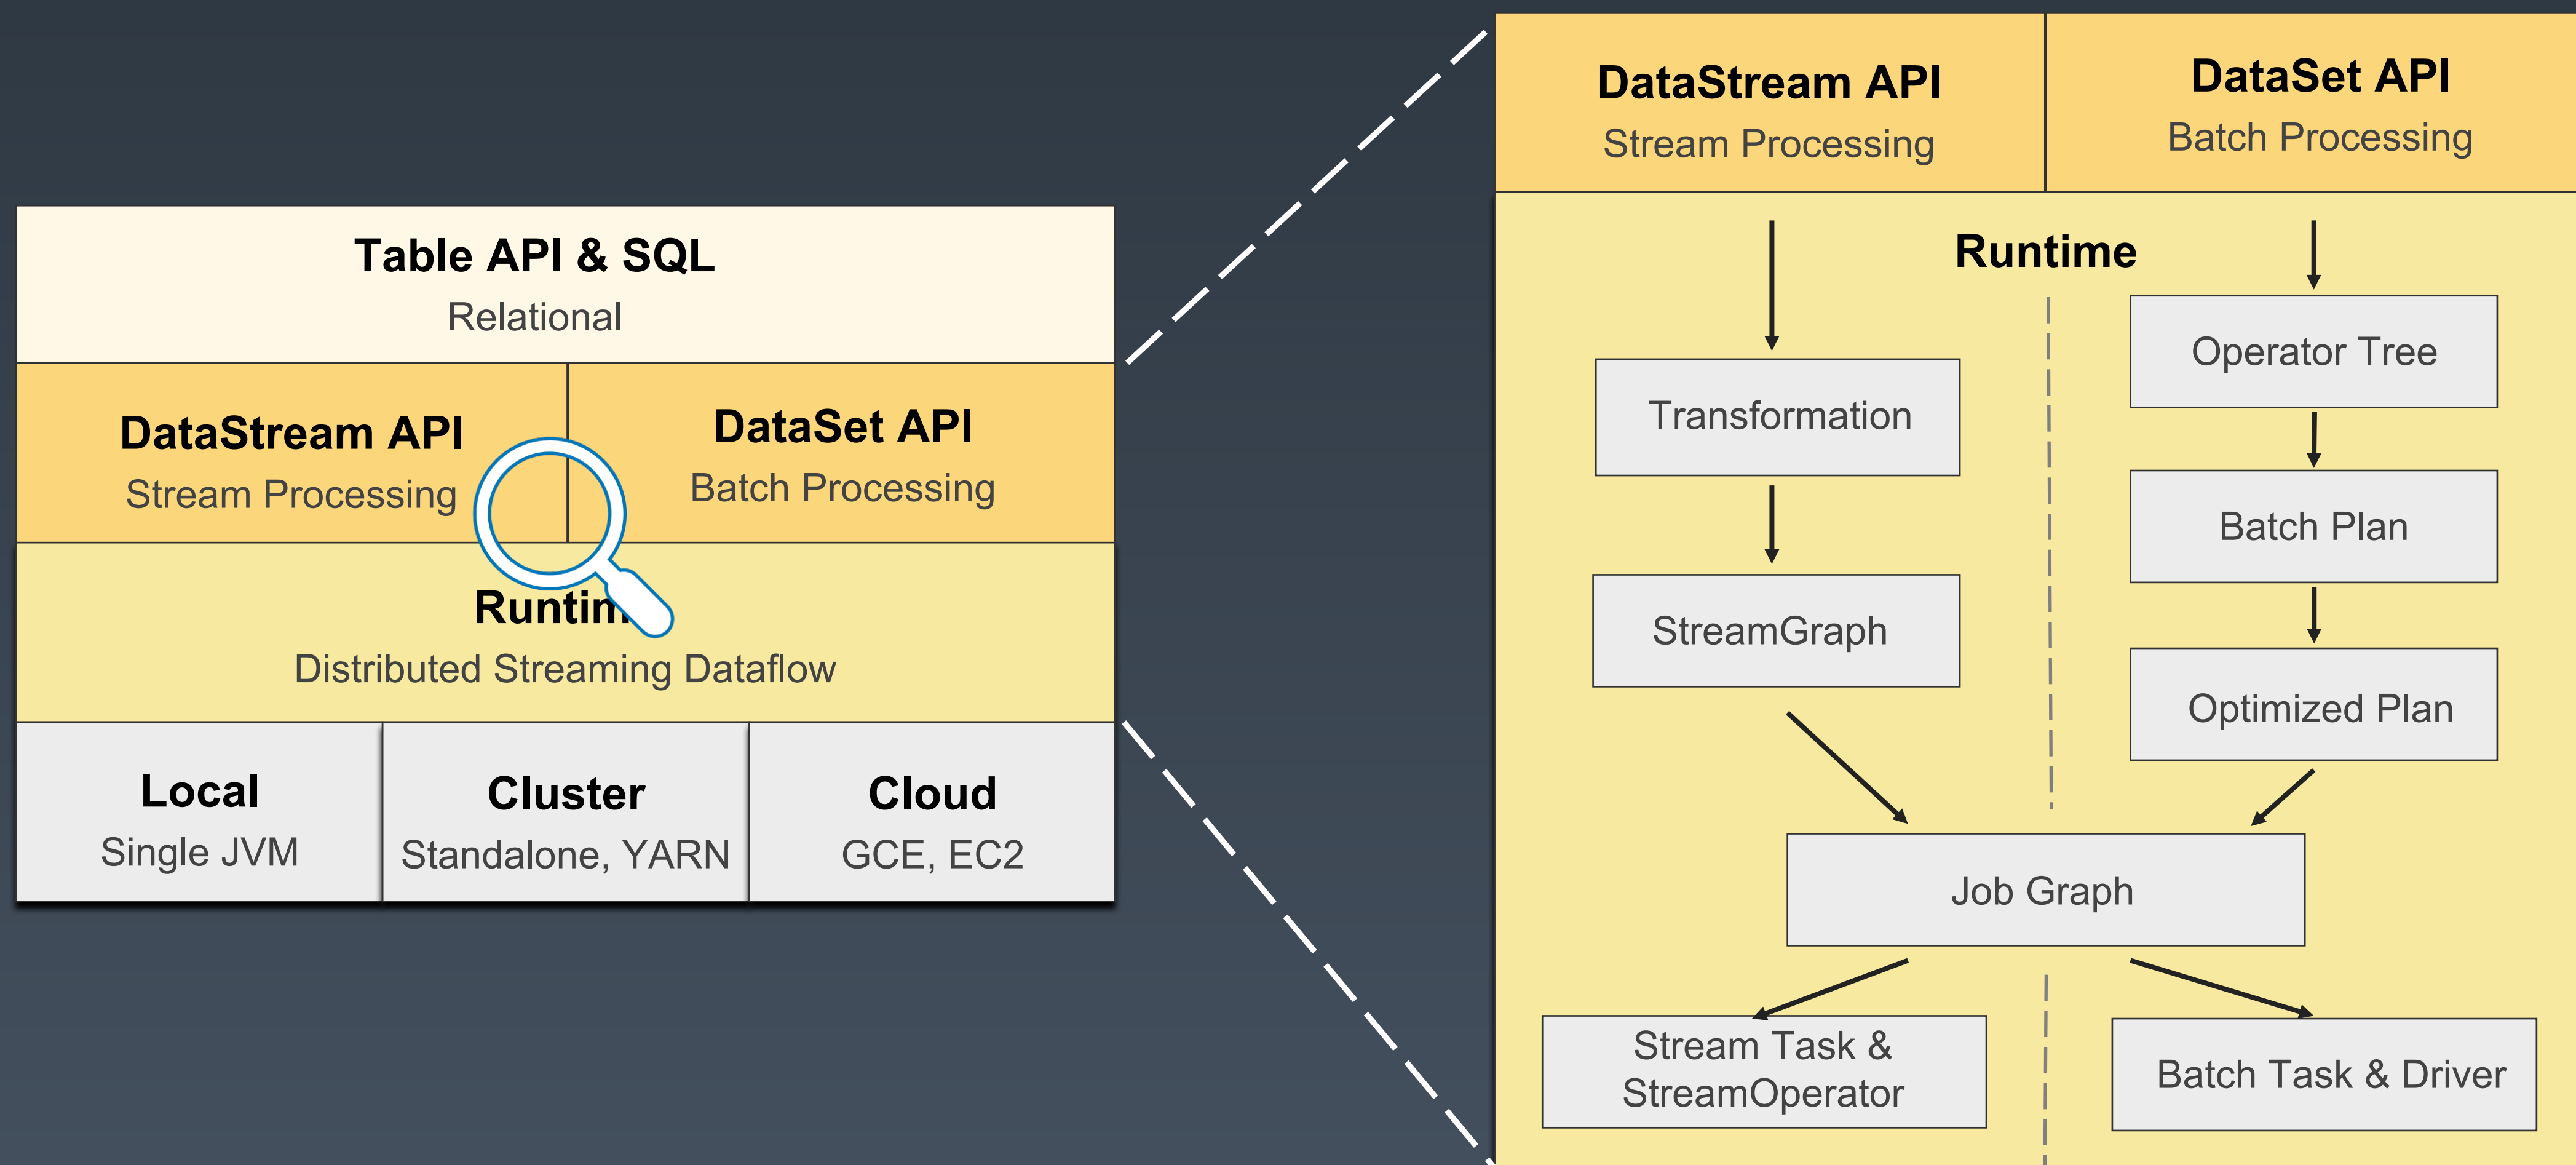 Table API & SQL
Relational
DataStream API
Stream Processing
DataSet API
Batch Processing
Runtim
Distributed Streaming Dataflow
Local
Single JVM
Cluster
Standalone, YARN
Cloud
GCE, EC2
DataStream API
Stream Processing
DataSet API
Batch Processing
Runtime
Transformation
StreamGraph
Operator Tree
Batch Plan
Optimized Plan
Job Graph
Stream Task &
StreamOperator
Batch Task & Driver